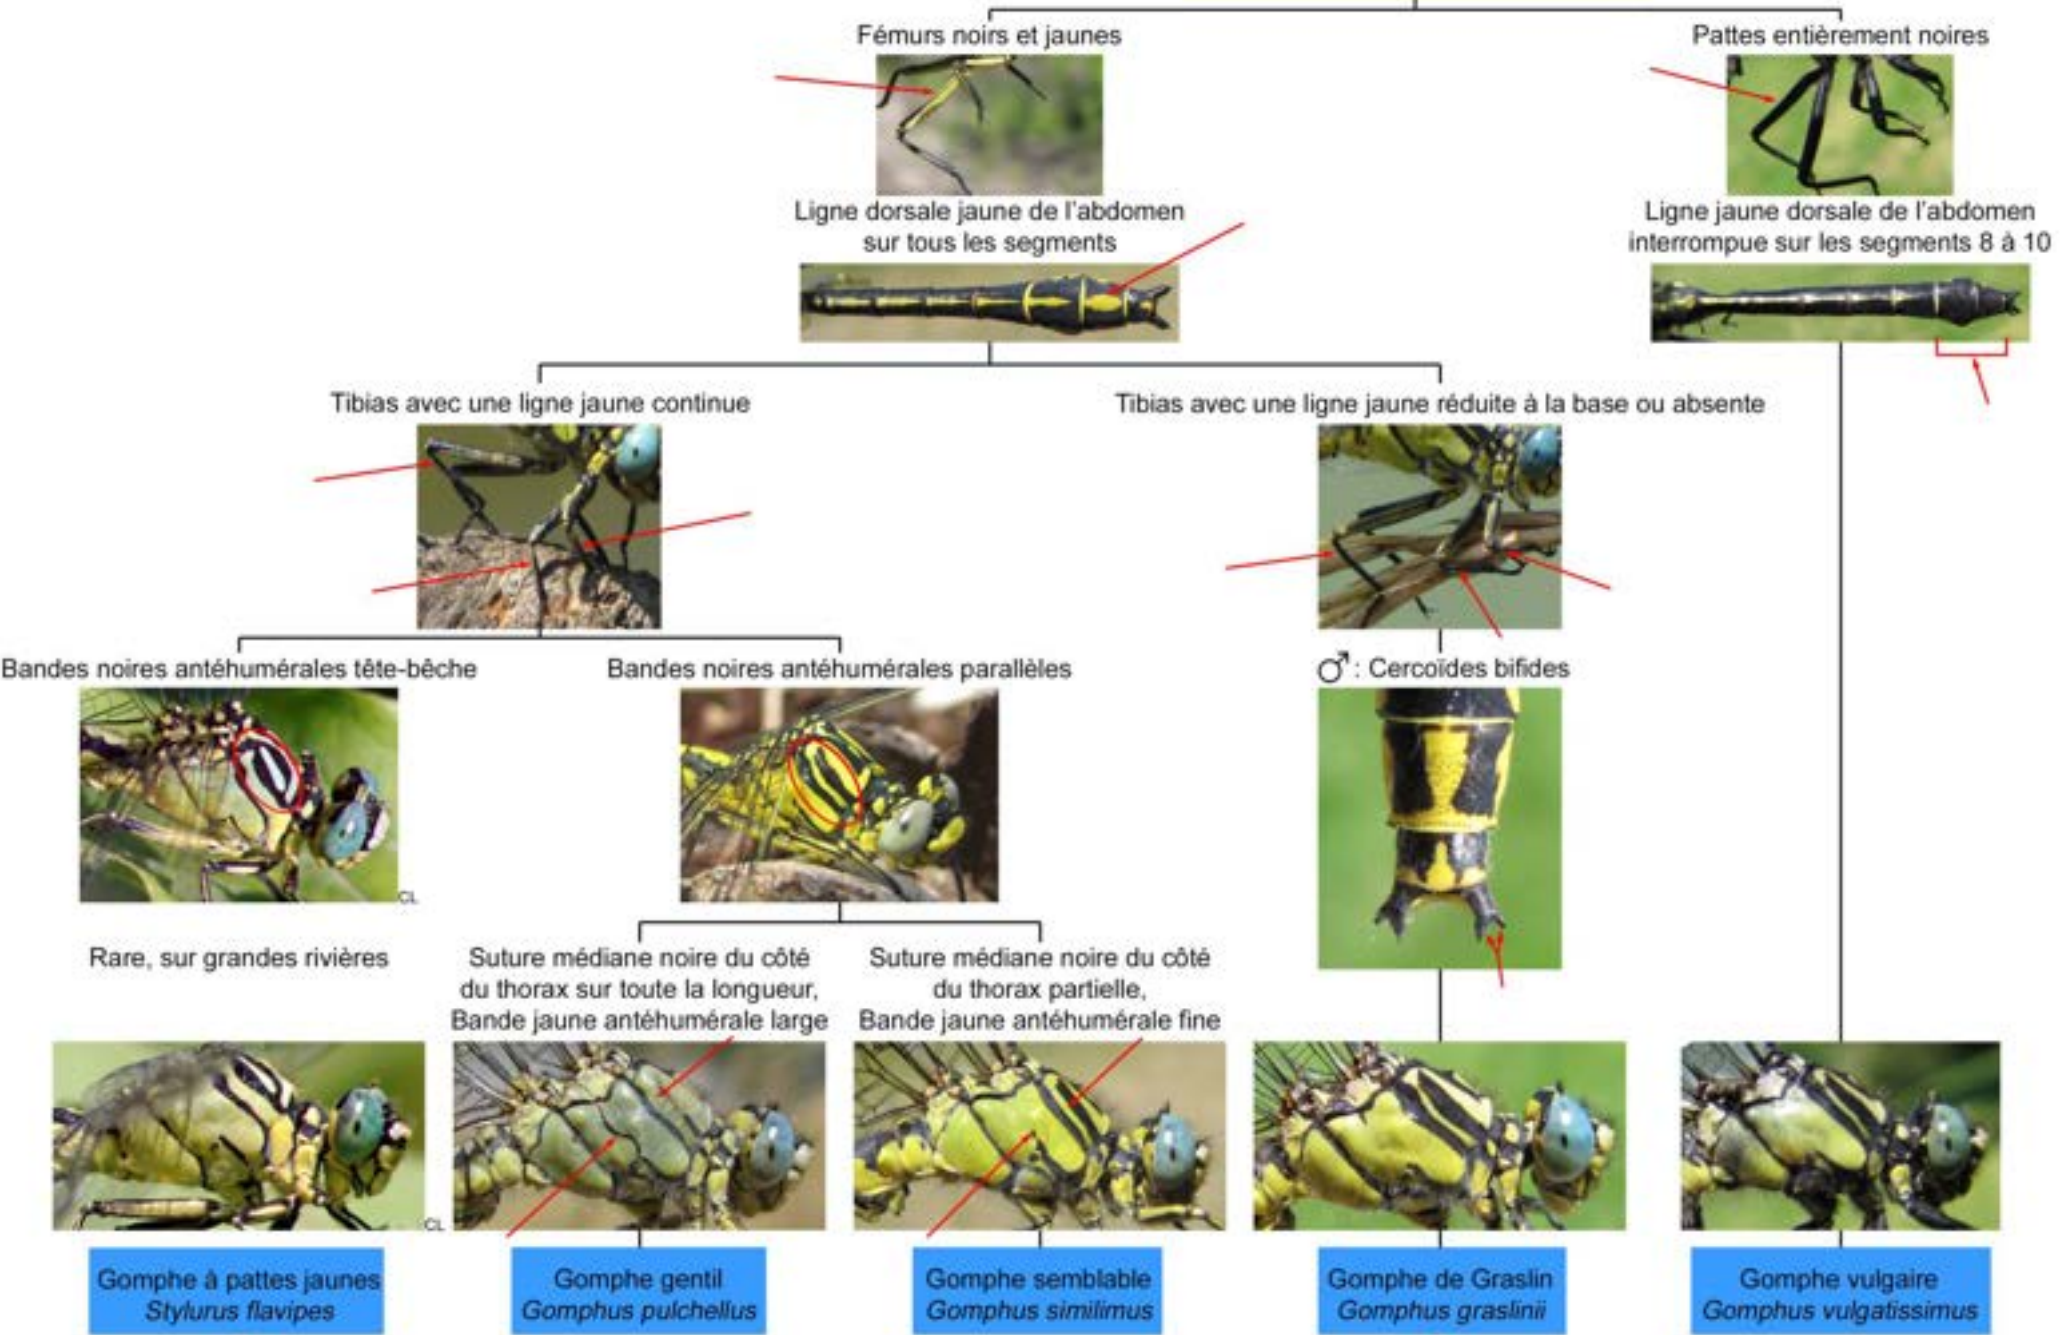 Fémurs noirs et jaunes
Pattes entièrement noires
Ligne dorsale jaune de l'abdomen
sur tous les segments
Ligne jaune dorsale de l'abdomen
interrompue sur les segments 8 à 10
Tibias avec une ligne jaune continue
Tibias avec une ligne jaune réduite à la base ou absente
Bandes noires antéhumérales tête-bêche
Bandes noires antéhumérales parallèles
♂ : Cercoïdes bifides
CL
Rare, sur grandes rivières
Suture médiane noire du côté
du thorax sur toute la longueur,
Bande jaune antéhumérale large
Suture médiane noire du côté
du thorax partielle,
Bande jaune antéhumérale fine
CL
Gomphe à pattes jaunes
Stylurus flavipes
Gomphe gentil
Gomphus pulchellus
Gomphe semblable
Gomphus similimus
Gomphe de Graslin
Gomphus graslinii
Gomphe vulgaire
Gomphus vulgatissimus